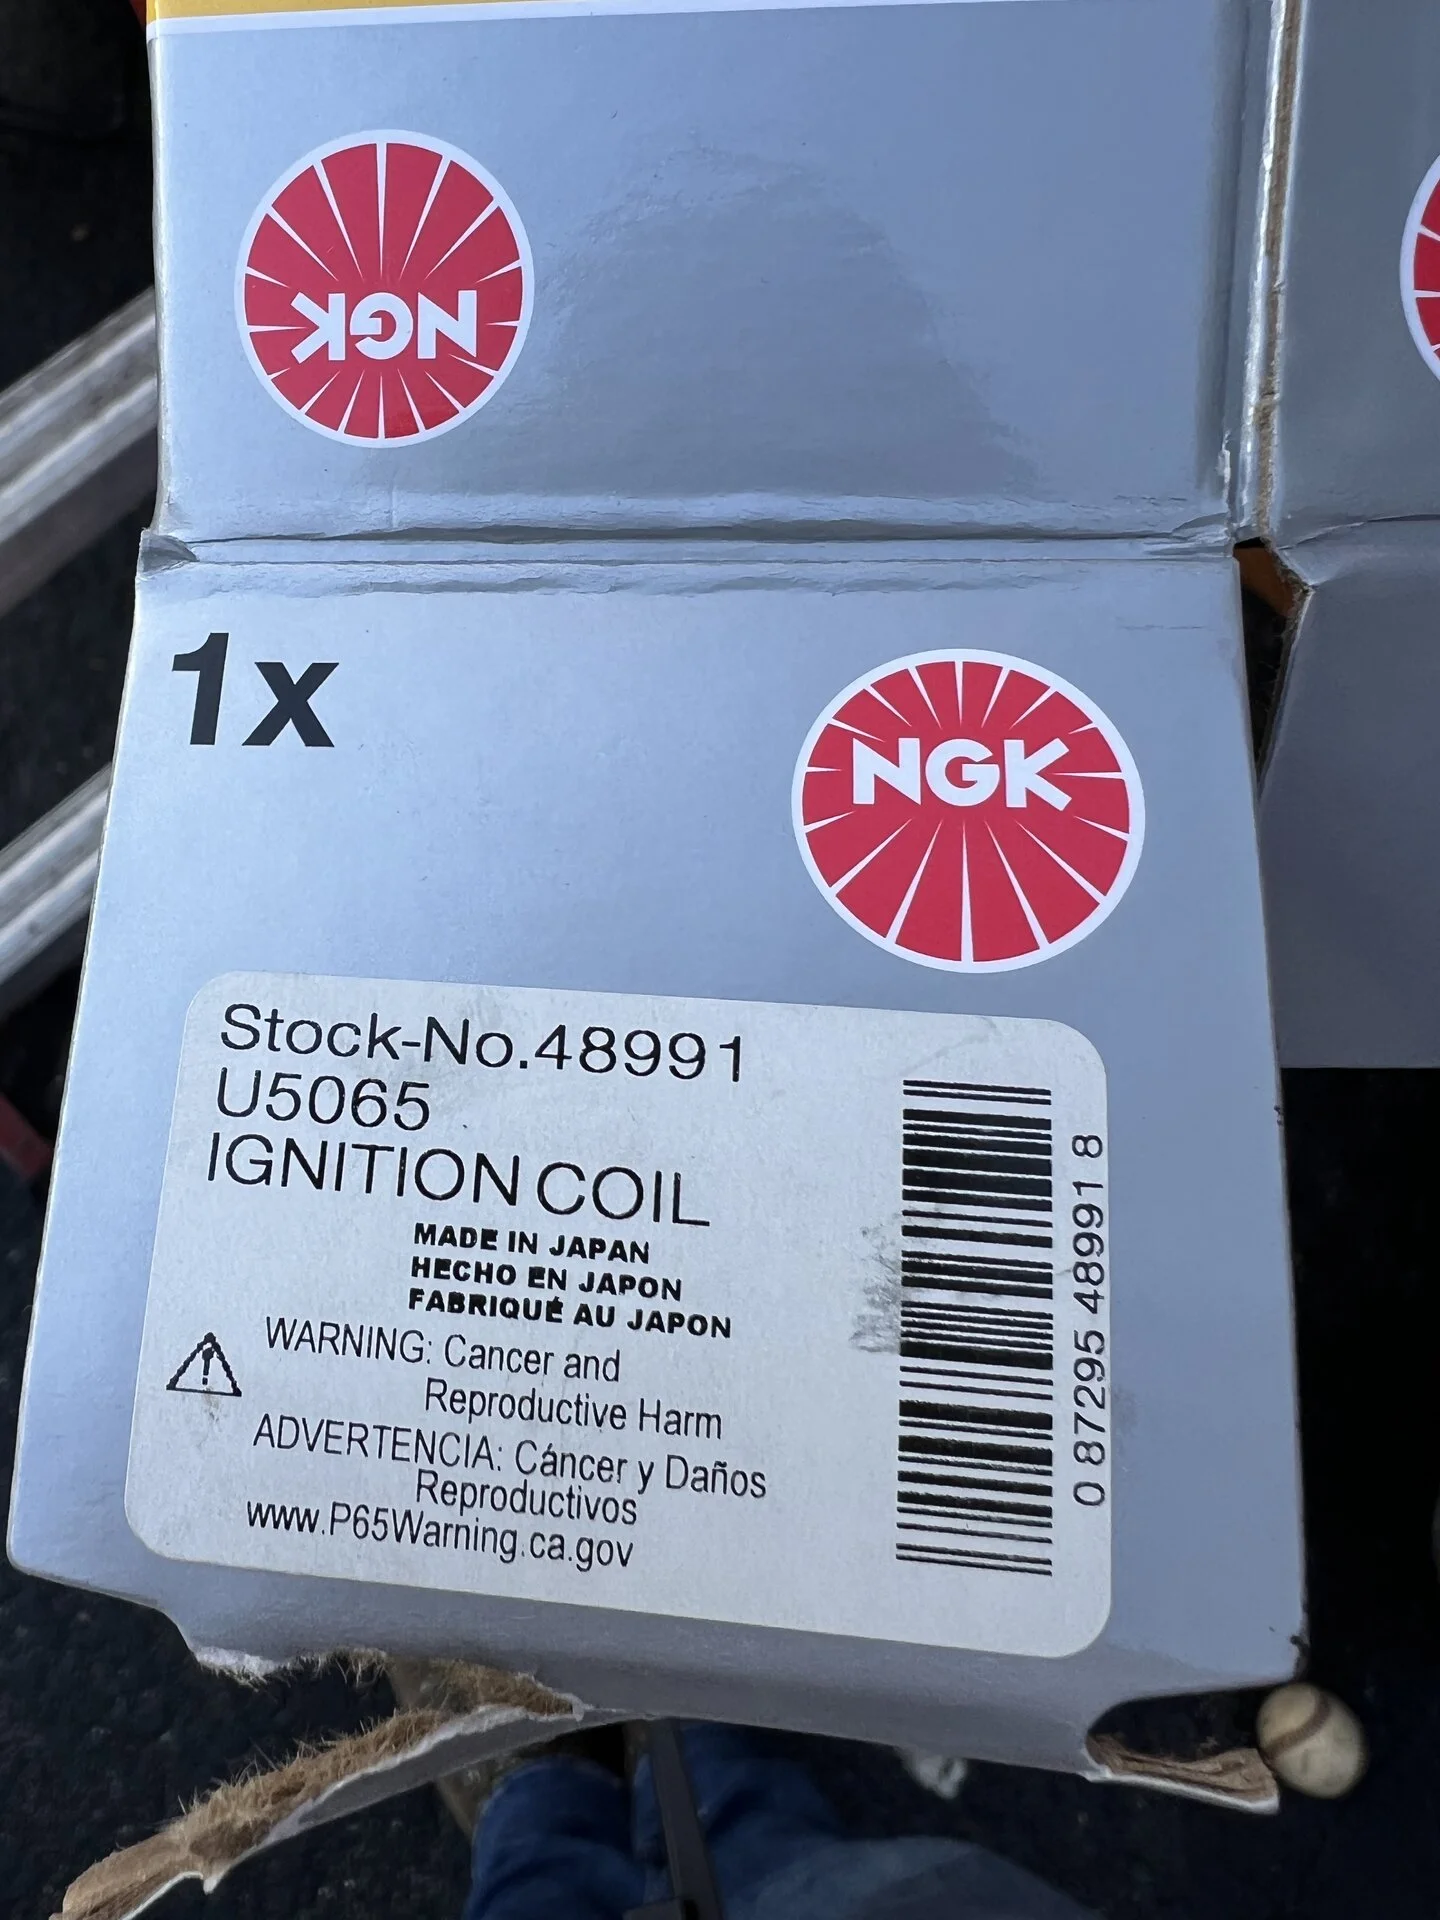 NGK
1x
NGK
Stock-No.48991
U5065
IGNITION COIL
MADE IN JAPAN
HECHO EN JAPON
FABRIQUÉ AU JAPON
WARNING: Cancer and
Reproductive Harm
ADVERTENCIA: Cáncer y Daños
Reproductivos
www.P65Warning.ca.gov
0 87295 48991 8